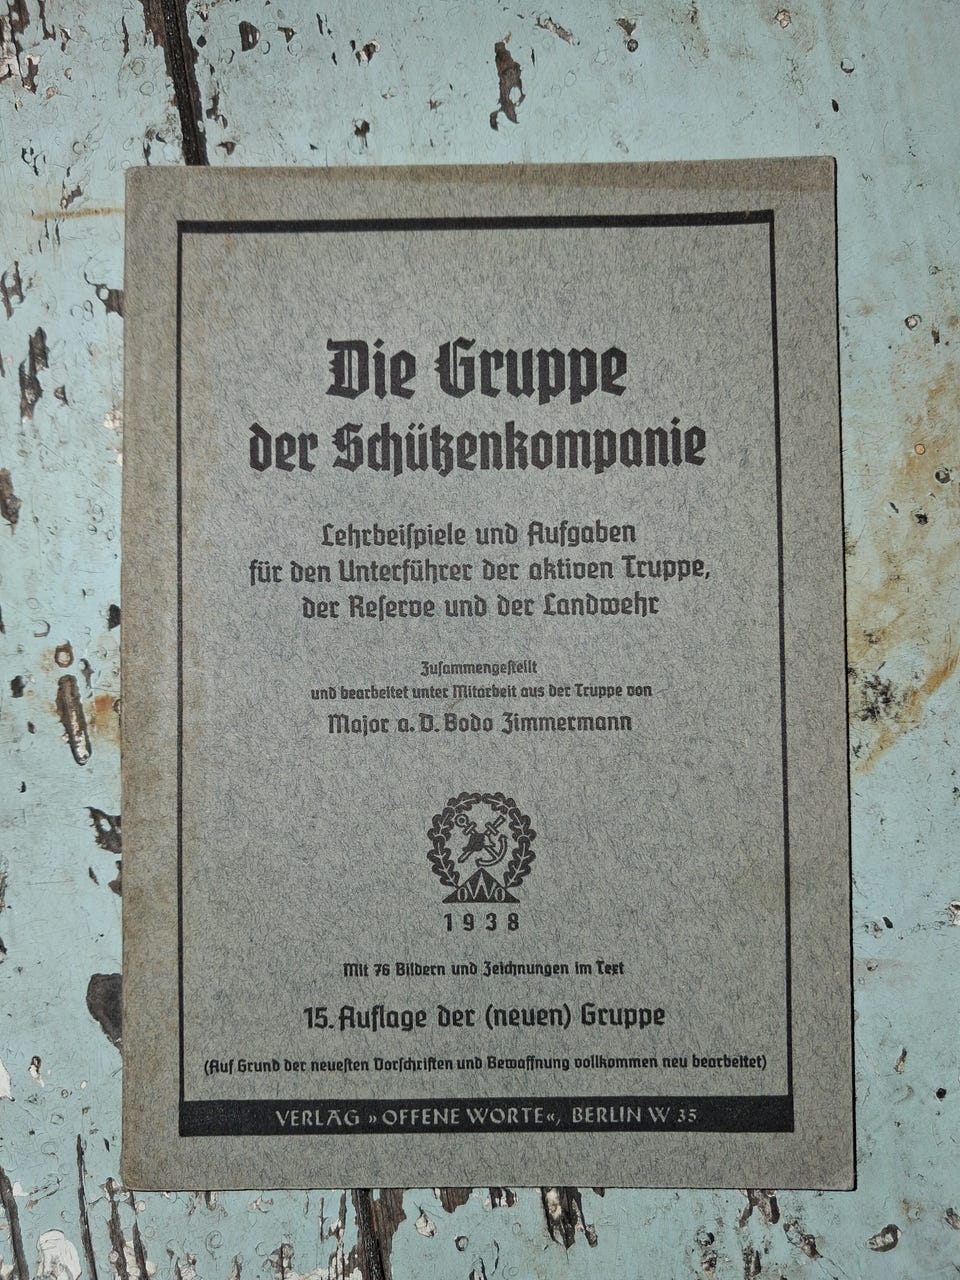 Die Gruppe
der Schützenkompanie
Lehrbeiſpiele und Aufgaben
für den Unterführer der aktiven Truppe,
der Reſerve und der Landwehr
Zuſammengeſtellt
und bearbeitet unter Mitarbeit aus der Truppe von
Major a. D. Bodo Zimmermann
OWO
1938
Mit 76 Bildern und Zeichnungen im Text
15. Auflage der (neuen) Gruppe
(Auf Grund der neueſten Vorſchriften und Bewaffnung vollkommen neu bearbeitet)
VERLAG »OFFENE WORTE«, BERLIN W 35